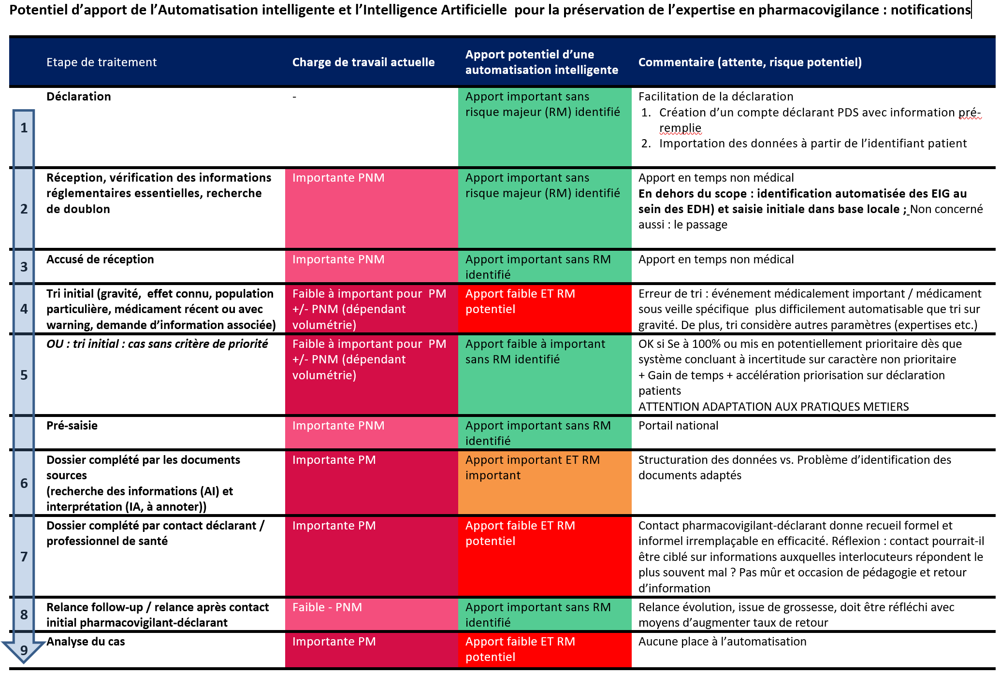 Potentiel d’apport de l’Automatisation intelligente et l’Intelligence Artificielle  pour la préservation de l’expertise en pharmacovigilance : notifications
Etape de traitement
Charge de travail actuelle
Apport potentiel d’une
automatisation intelligente
Commentaire (attente, risque potentiel)
1
Déclaration
-
Apport important sans
risque majeur (RM) identifié
Facilitation de la déclaration
1. Création d’un compte déclarant PDS avec information pré-
remplie
2. Importation des données à partir de l’identifiant patient
2
Réception, vérification des informations
réglementaires essentielles, recherche
de doublon
Importante PNM
Apport important sans
risque majeur (RM) identifié
Apport en temps non médical
En dehors du scope : identification automatisée des EIG au
sein des EDH) et saisie initiale dans base locale ; Non concerné
aussi : le passage
3
Accusé de réception
Importante PNM
Apport important sans RM
identifié
Apport en temps non médical
4
Tri initial (gravité,  effet connu, population
particulière, médicament récent ou avec
warning, demande d’information associée)
Faible à important pour  PM
+/- PNM (dépendant
volumétrie)
Apport faible ET RM
potentiel
Erreur de tri : événement médicalement important / médicament
sous veille spécifique  plus difficilement automatisable que tri sur
gravité. De plus, tri considère autres paramètres (expertises etc.)
5
OU : tri initial : cas sans critère de priorité
Faible à important pour  PM
+/- PNM (dépendant
volumétrie)
Apport faible à important
sans RM identifié
OK si Se à 100% ou mis en potentiellement prioritaire dès que
système concluant à incertitude sur caractère non prioritaire
+ Gain de temps + accélération priorisation sur déclaration
patients
ATTENTION ADAPTATION AUX PRATIQUES METIERS
Pré-saisie
Importante PNM
Apport important sans RM
identifié
Portail national
6
Dossier complété par les documents
sources
(recherche des informations (AI) et
interprétation (IA, à annoter))
Importante PM
Apport important ET RM
important
Structuration des données vs. Problème d’identification des
documents adaptés
7
Dossier complété par contact déclarant /
professionnel de santé
Importante PM
Apport faible ET RM
potentiel
Contact pharmacovigilant-déclarant donne recueil formel et
informel irremplaçable en efficacité. Réflexion : contact pourrait-il
être ciblé sur informations auxquelles interlocuteurs répondent le
plus souvent mal ? Pas mûr et occasion de pédagogie et retour
d’information
8
Relance follow-up / relance après contact
initial pharmacovigilant-déclarant
Faible - PNM
Apport important sans RM
identifié
Relance évolution, issue de grossesse, doit être réfléchi avec
moyens d’augmenter taux de retour
9
Analyse du cas
Importante PM
Apport faible ET RM
potentiel
Aucune place à l’automatisation